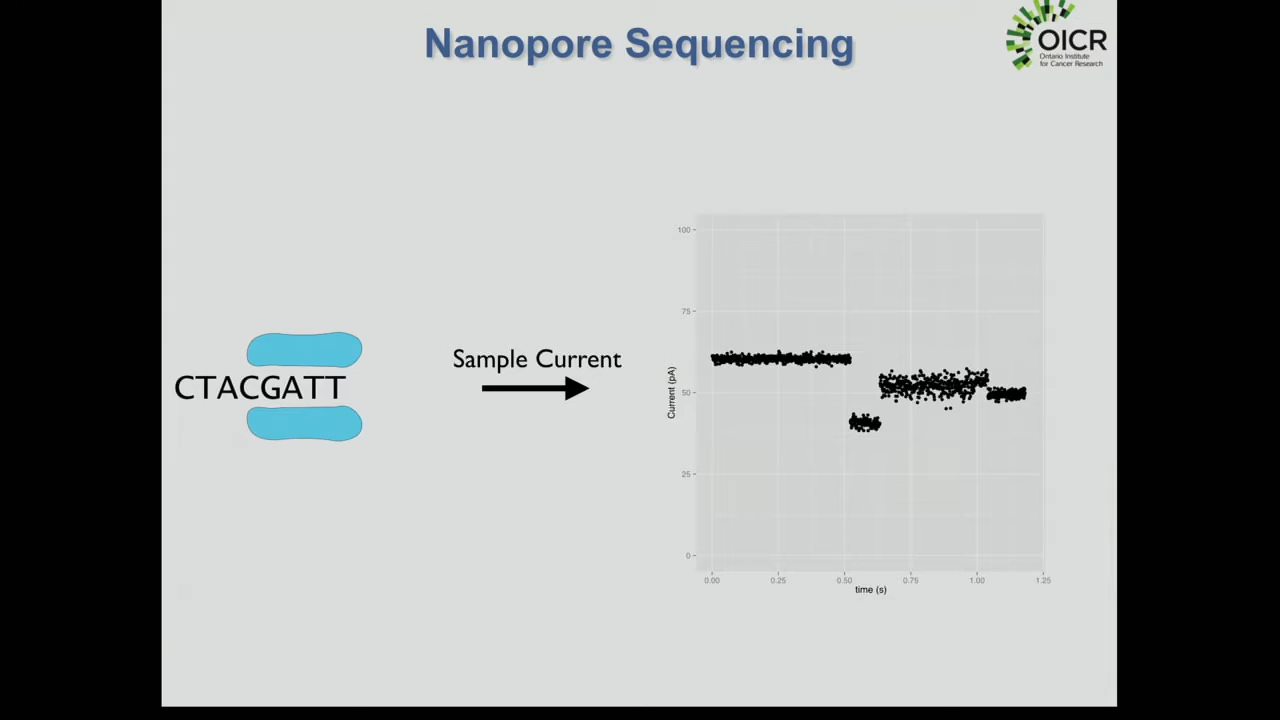 Nanopore Sequencing
OICR
Ontario Institute
for Cancer Research
CTACGATT
Sample Current
100
75
50
25
0
Current (pA)
0.00 0.25 0.50 0.75 1.00 1.25
time (s)